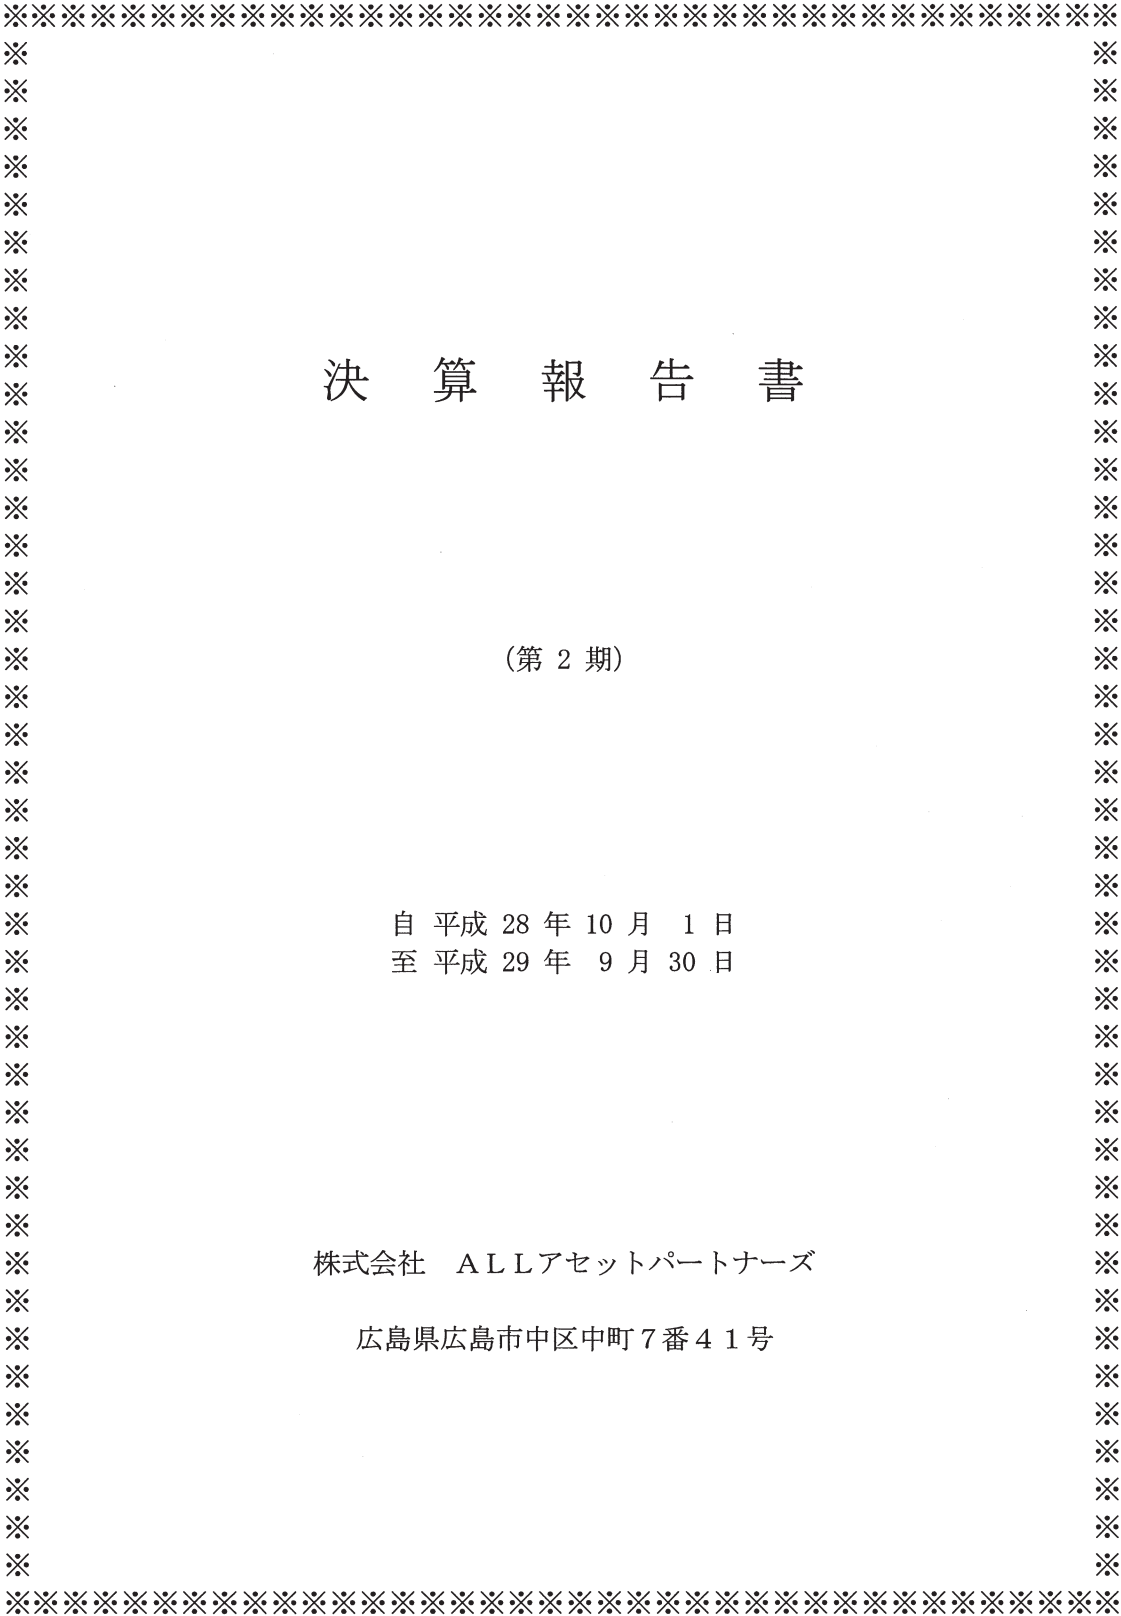 決算報告書
(第 2 期)
自 平成 28 年 10 月 1 日
至 平成 29 年 9 月 30 日
株式会社 ＡＬＬアセットパートナーズ
広島県広島市中区中町７番４１号